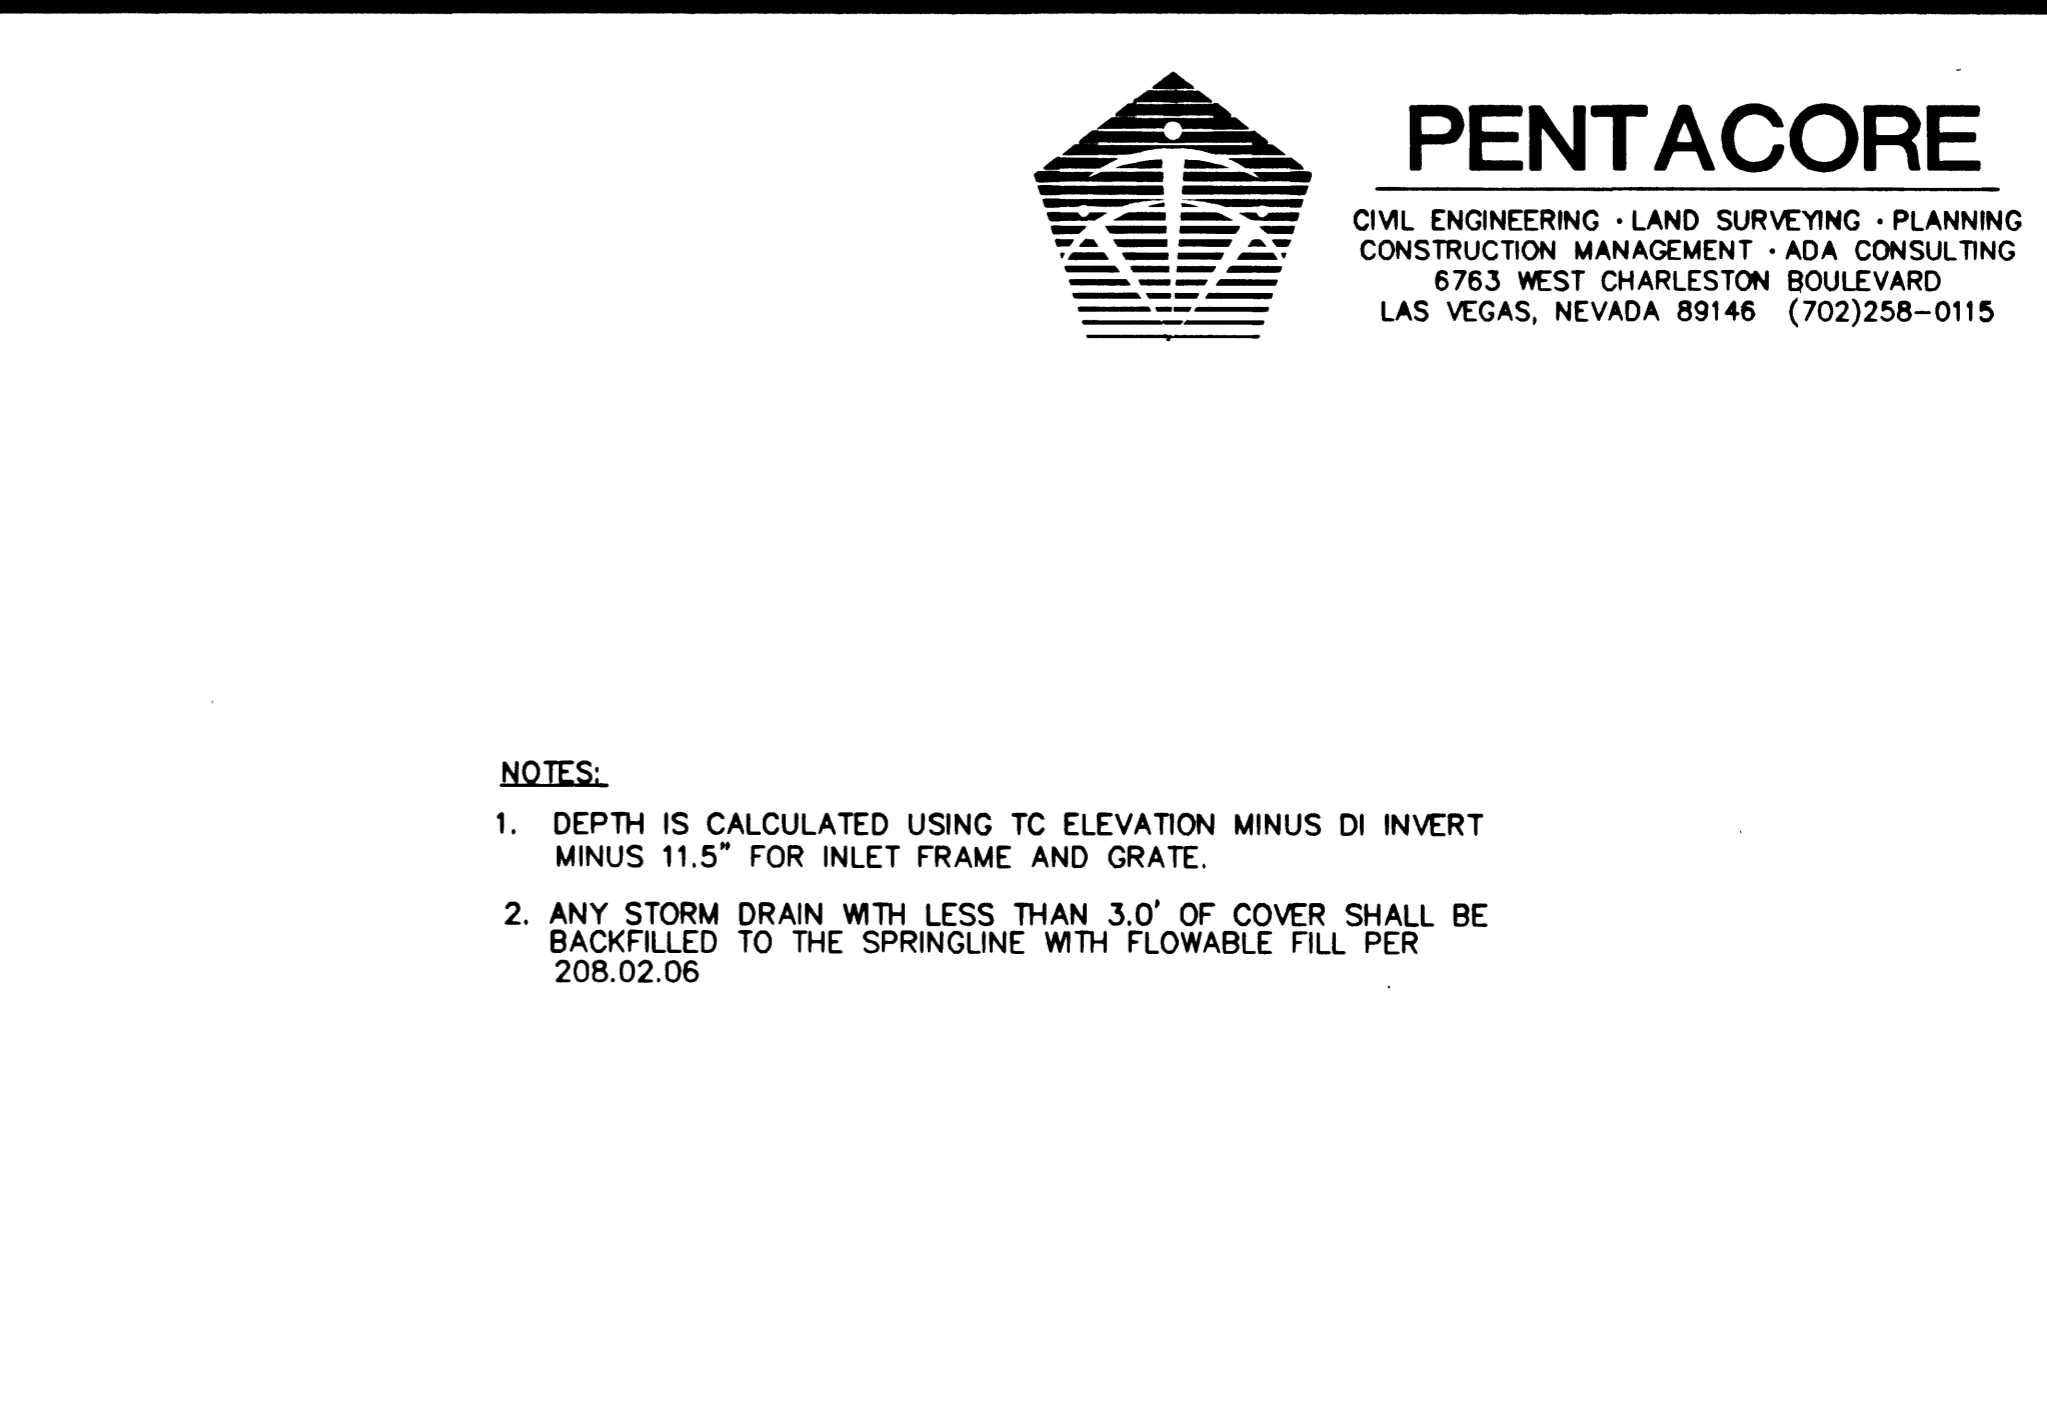 PENTACORE
CIVIL ENGINEERING · LAND SURVEYING · PLANNING
CONSTRUCTION MANAGEMENT · ADA CONSULTING
6763 WEST CHARLESTON BOULEVARD
LAS VEGAS, NEVADA 89146 (702)258-0115
NOTES:
1. DEPTH IS CALCULATED USING TC ELEVATION MINUS DI INVERT
MINUS 11.5" FOR INLET FRAME AND GRATE.
2. ANY STORM DRAIN WITH LESS THAN 3.0' OF COVER SHALL BE
BACKFILLED TO THE SPRINGLINE WITH FLOWABLE FILL PER
208.02.06